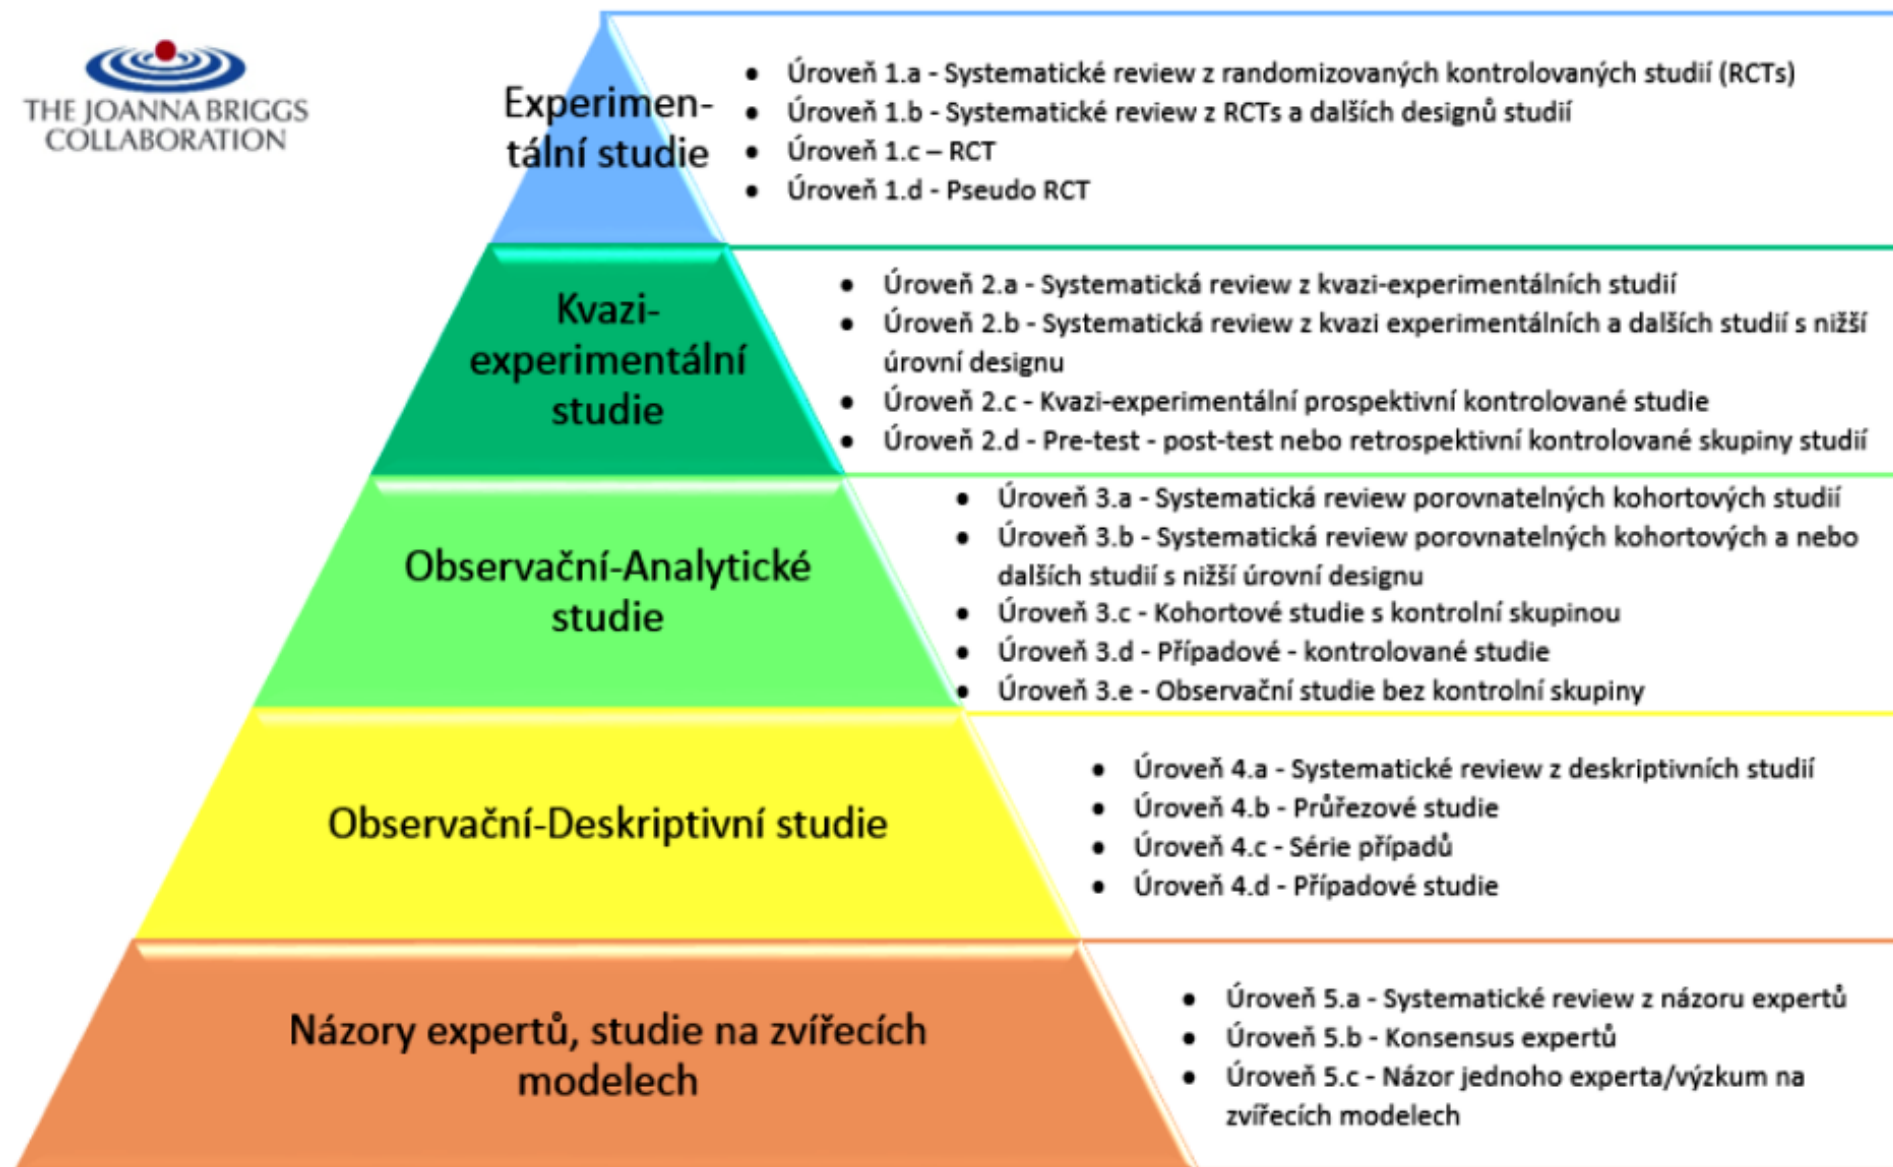 THE JOANNA BRIGGS
COLLABORATION
Experimen-
tální studie
• Úroveň 1.a - Systematické review z randomizovaných kontrolovaných studií (RCTs)
• Úroveň 1.b - Systematické review z RCTs a dalších designů studií
• Úroveň 1.c – RCT
• Úroveň 1.d - Pseudo RCT
Kvazi-
experimentální
studie
• Úroveň 2.a - Systematická review z kvazi-experimentálních studií
• Úroveň 2.b - Systematická review z kvazi experimentálních a dalších studií s nižší
úrovní designu
• Úroveň 2.c - Kvazi-experimentální prospektivní kontrolované studie
• Úroveň 2.d - Pre-test - post-test nebo retrospektivní kontrolované skupiny studií
Observační-Analytické
studie
• Úroveň 3.a - Systematická review porovnatelných kohortových studií
• Úroveň 3.b - Systematická review porovnatelných kohortových a nebo
dalších studií s nižší úrovní designu
• Úroveň 3.c - Kohortové studie s kontrolní skupinou
• Úroveň 3.d - Případové - kontrolované studie
• Úroveň 3.e - Observační studie bez kontrolní skupiny
Observační-Deskriptivní studie
• Úroveň 4.a - Systematické review z deskriptivních studií
• Úroveň 4.b - Průřezové studie
• Úroveň 4.c - Série případů
• Úroveň 4.d - Případové studie
Názory expertů, studie na zvířecích
modelech
• Úroveň 5.a - Systematické review z názoru expertů
• Úroveň 5.b - Konsensus expertů
• Úroveň 5.c - Názor jednoho experta/výzkum na
zvířecích modelech